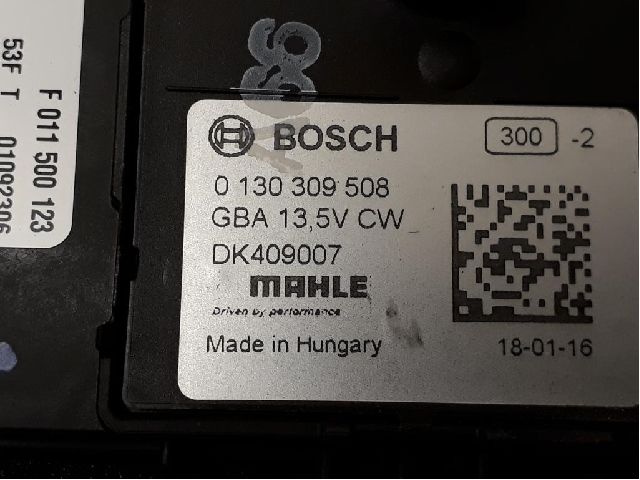 BOSCH
300 -2
0 130 309 508
GBA 13,5V CW
DK409007
MAHLE
Driven by performance
Made in Hungary
18-01-16
F 011 500 123
53F T 01092306